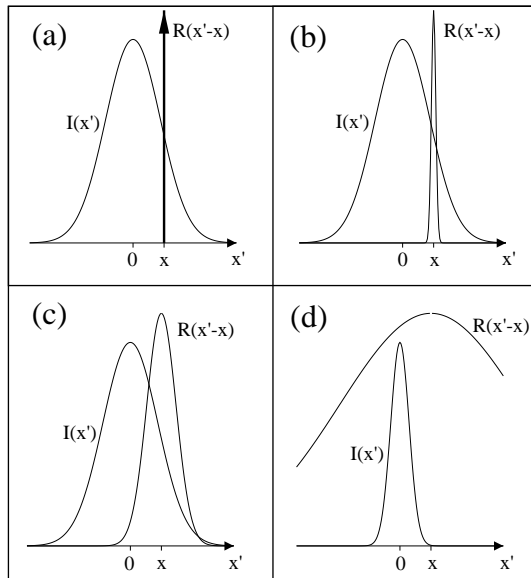 (a)
R(x'-x)
I(x')
0 x x'
(b)
R(x'-x)
I(x')
0 x x'
(c)
R(x'-x)
I(x')
0 x x'
(d)
R(x'-x)
I(x')
0 x x'